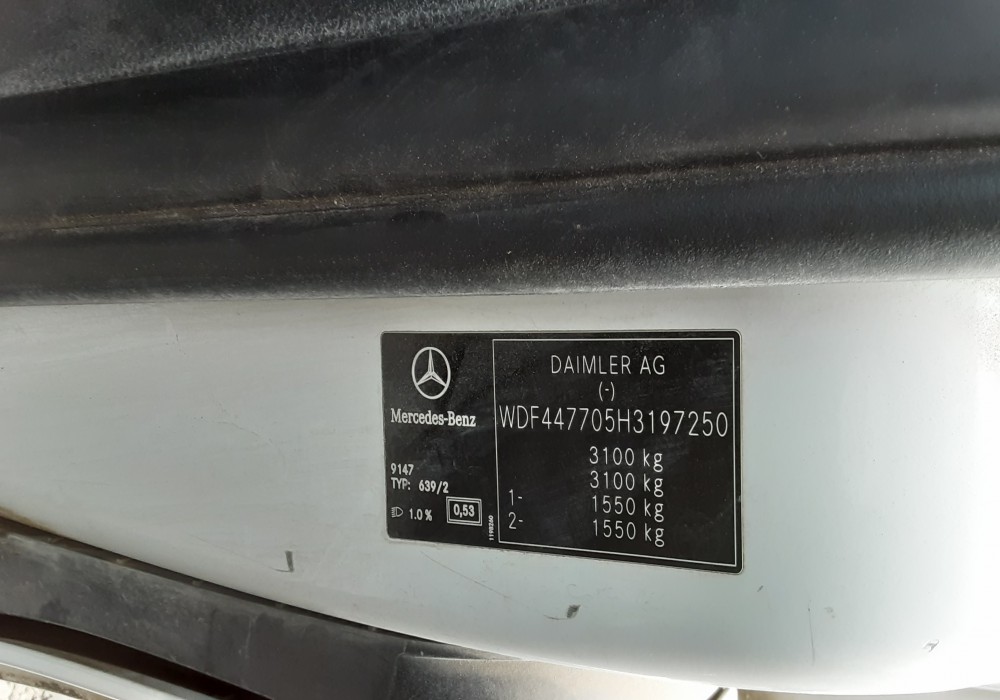 Mercedes-Benz
9147
TYP: 639/2
1.0 %
0,53
DAIMLER AG
(-)
WDF447705H3197250
3100 kg
3100 kg
1- 1550 kg
2- 1550 kg